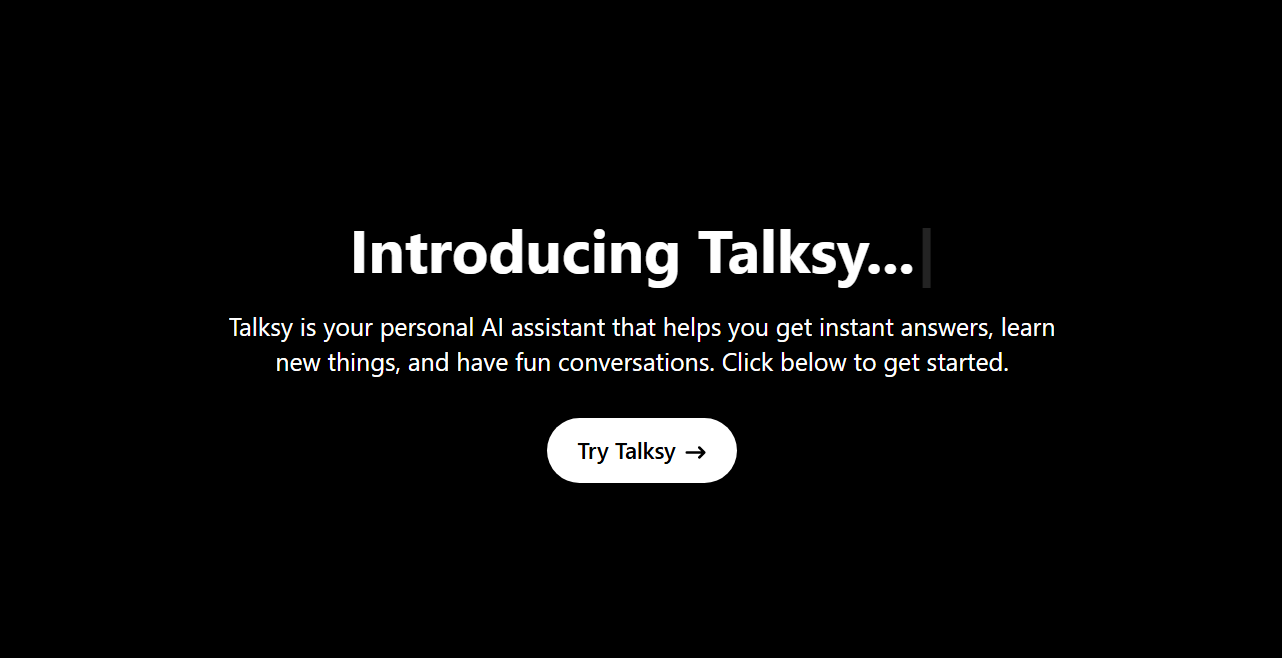 Introducing Talksy...
Talksy is your personal AI assistant that helps you get instant answers, learn
new things, and have fun conversations. Click below to get started.
Try Talksy →